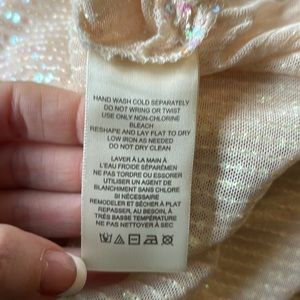 HAND WASH COLD SEPARATELY
DO NOT WRING OR TWIST
USE ONLY NON-CHLORINE
BLEACH
RESHAPE AND LAY FLAT TO DRY
LOW IRON AS NEEDED
DO NOT DRY CLEAN
LAVER À LA MAIN À
L'EAU FROIDE SÉPARÉMEN
NE PAS TORDRE OU ESSORER
UTILISER UN AGENT DE
BLANCHIMENT SANS CHLORE
SI NÉCESSAIRE
REMODELER ET SÉCHER À PLAT
REPASSER, AU BESOIN, À
TRÈS BASSE TEMPÉRATURE
NE NETTOYER PAS À SEC